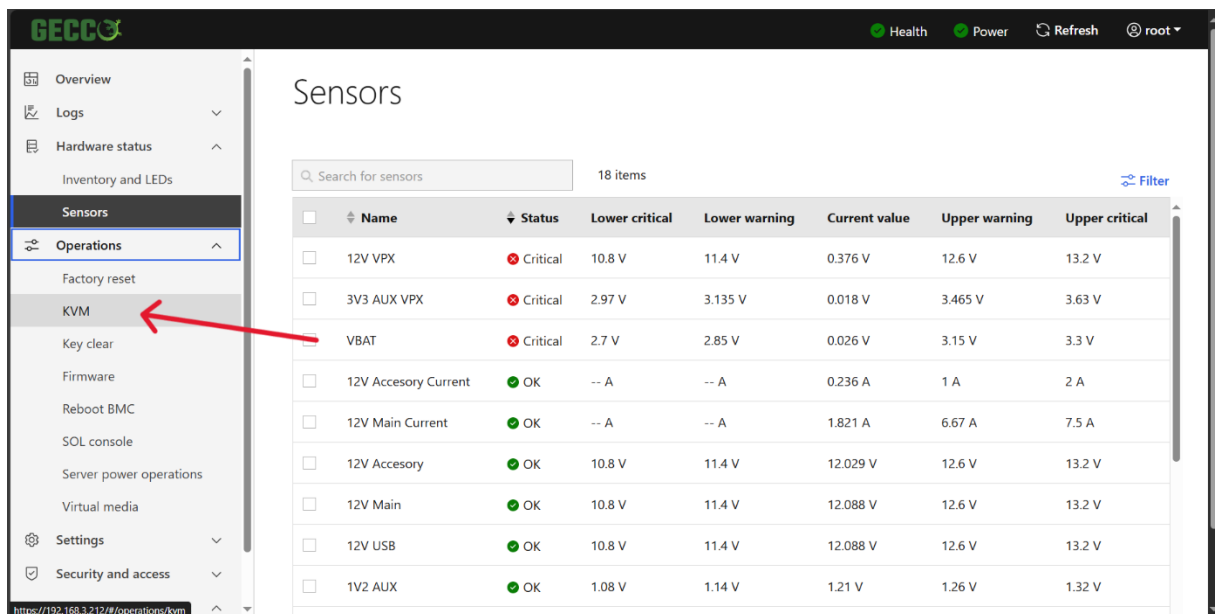 GECCO
Health
Power
Refresh
root
Overview
Logs
Hardware status
Inventory and LEDs
Sensors
Operations
Factory reset
KVM
Key clear
Firmware
Reboot BMC
SOL console
Server power operations
Virtual media
Settings
Security and access
https://192.168.3.212/#/operations/kvm
Sensors
Search for sensors
18 items
Filter
Name Status Lower critical Lower warning Current value Upper warning Upper critical
12V VPX Critical 10.8 V 11.4 V 0.376 V 12.6 V 13.2 V
3V3 AUX VPX Critical 2.97 V 3.135 V 0.018 V 3.465 V 3.63 V
VBAT Critical 2.7 V 2.85 V 0.026 V 3.15 V 3.3 V
12V Accesory Current OK -- A -- A 0.236 A 1 A 2 A
12V Main Current OK -- A -- A 1.821 A 6.67 A 7.5 A
12V Accesory OK 10.8 V 11.4 V 12.029 V 12.6 V 13.2 V
12V Main OK 10.8 V 11.4 V 12.088 V 12.6 V 13.2 V
12V USB OK 10.8 V 11.4 V 12.088 V 12.6 V 13.2 V
1V2 AUX OK 1.08 V 1.14 V 1.21 V 1.26 V 1.32 V